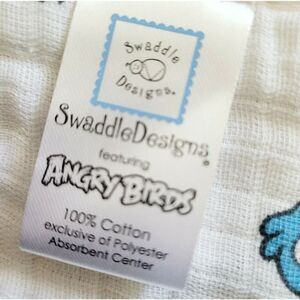 Swaddle
Designs®
SwaddleDesigns®
featuring
ANGRY BIRDS
100% Cotton
exclusive of Polyester
Absorbent Center